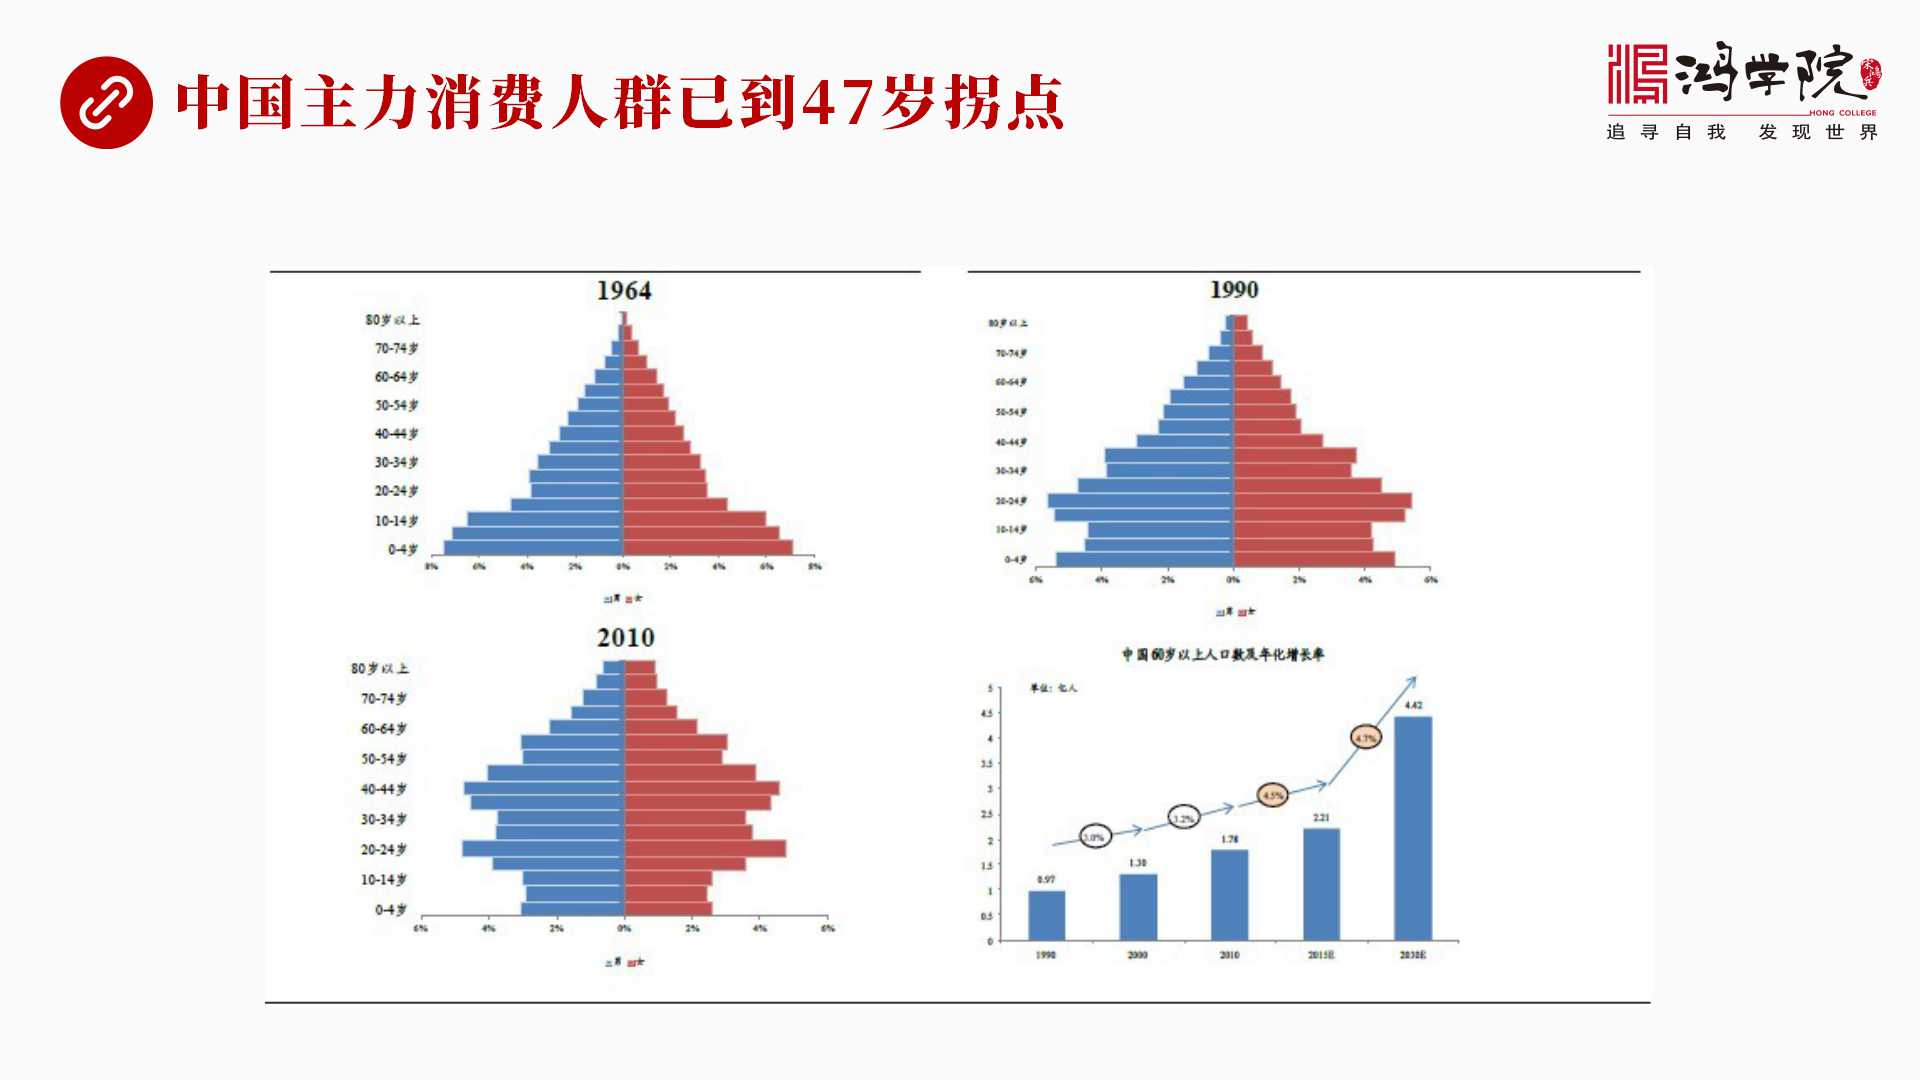 中国主力消费人群已到47岁拐点
鸿学院
宋鸿兵
HONG COLLEGE
追寻自我 发现世界
1964
80岁以上
70-74岁
60-64岁
50-54岁
40-44岁
30-34岁
20-24岁
10-14岁
0-4岁
8% 6% 4% 2% 0% 2% 4% 6% 8%
男 女
1990
80岁以上
70-74岁
60-64岁
50-54岁
40-44岁
30-34岁
20-24岁
10-14岁
0-4岁
6% 4% 2% 0% 2% 4% 6%
男 女
2010
80岁以上
70-74岁
60-64岁
50-54岁
40-44岁
30-34岁
20-24岁
10-14岁
0-4岁
6% 4% 2% 0% 2% 4% 6%
男 女
中国60岁以上人口数及年化增长率
单位：亿人
5
4.5
4
3.5
3
2.5
2
1.5
1
0.5
0
0.97
1.30
1.78
2.21
4.42
3.0%
3.2%
4.5%
4.7%
1990 2000 2010 2015E 2030E